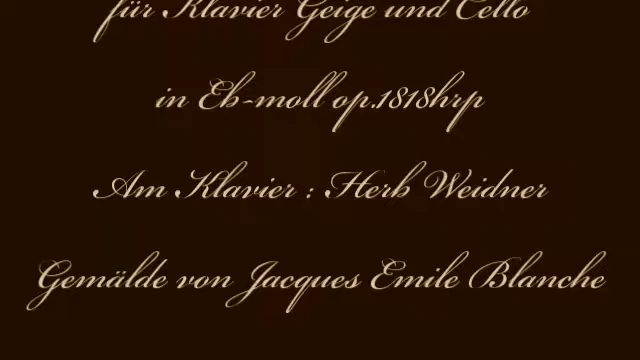 für Klavier Geige und Cello
in Eb-moll op.1818hrp
Am Klavier : Herb Weidner
Gemälde von Jacques Emile Blanche